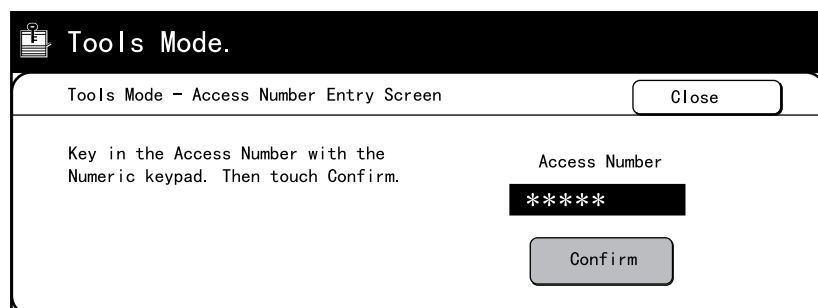 Tools Mode.
Tools Mode - Access Number Entry Screen
Close
Key in the Access Number with the
Numeric keypad. Then touch Confirm.
Access Number
*****
Confirm